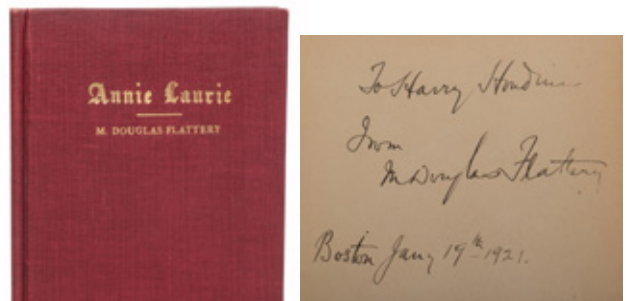 Annie Laurie
M. DOUGLAS FLATTERY
To Harry Houdini
From
M Douglas Flattery
Boston Jany 19th 1921.